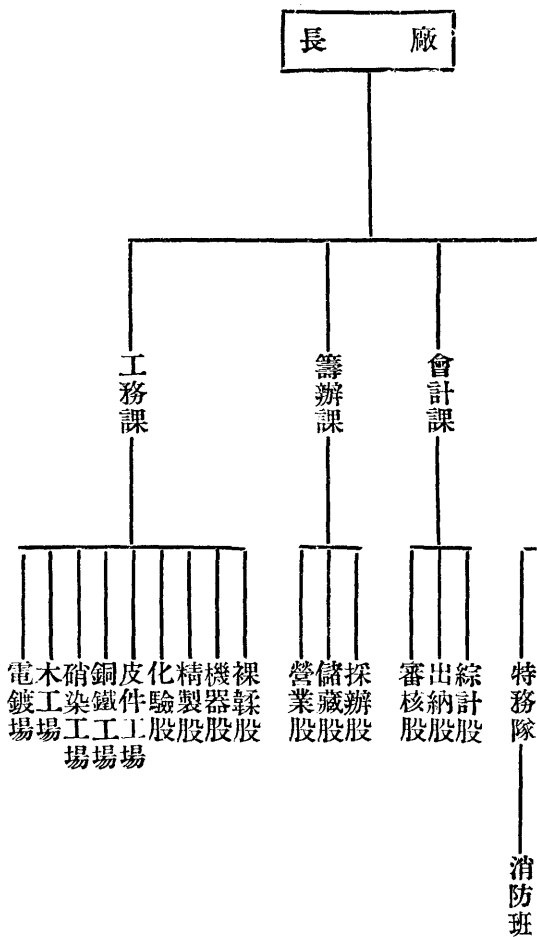 廠長
會計課
籌辦課
工務課
特務隊
綜計股
出納股
審核股
採辦股
儲藏股
營業股
裸鞣股
機器股
精製股
化驗股
皮件工場
銅鐵工場
硝染工場
木工場
電鍍場
消防班